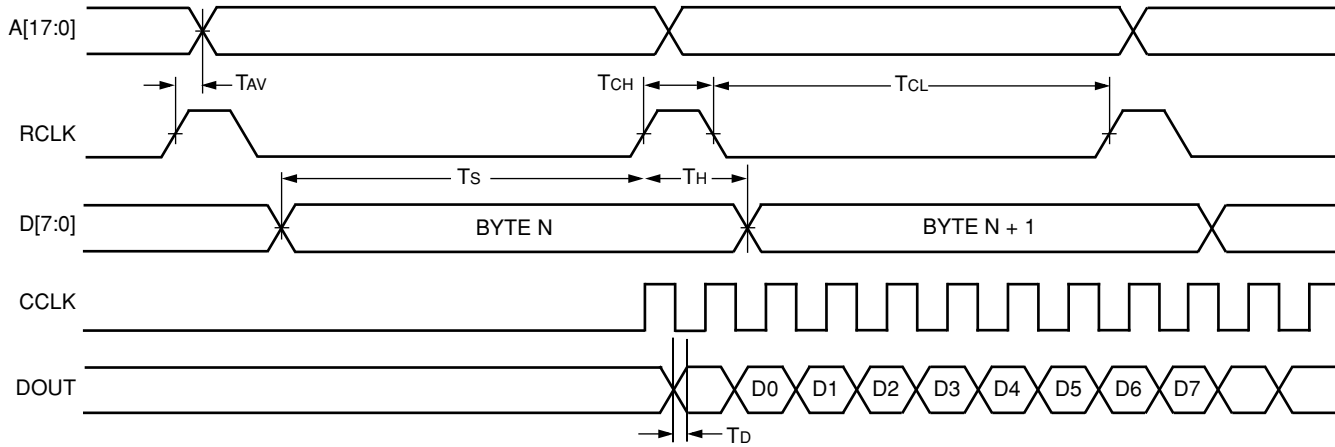 A[17:0]
TAV
TCH
TCL
RCLK
TS
TH
D[7:0]
BYTE N
BYTE N + 1
CCLK
DOUT
D0
D1
D2
D3
D4
D5
D6
D7
TD